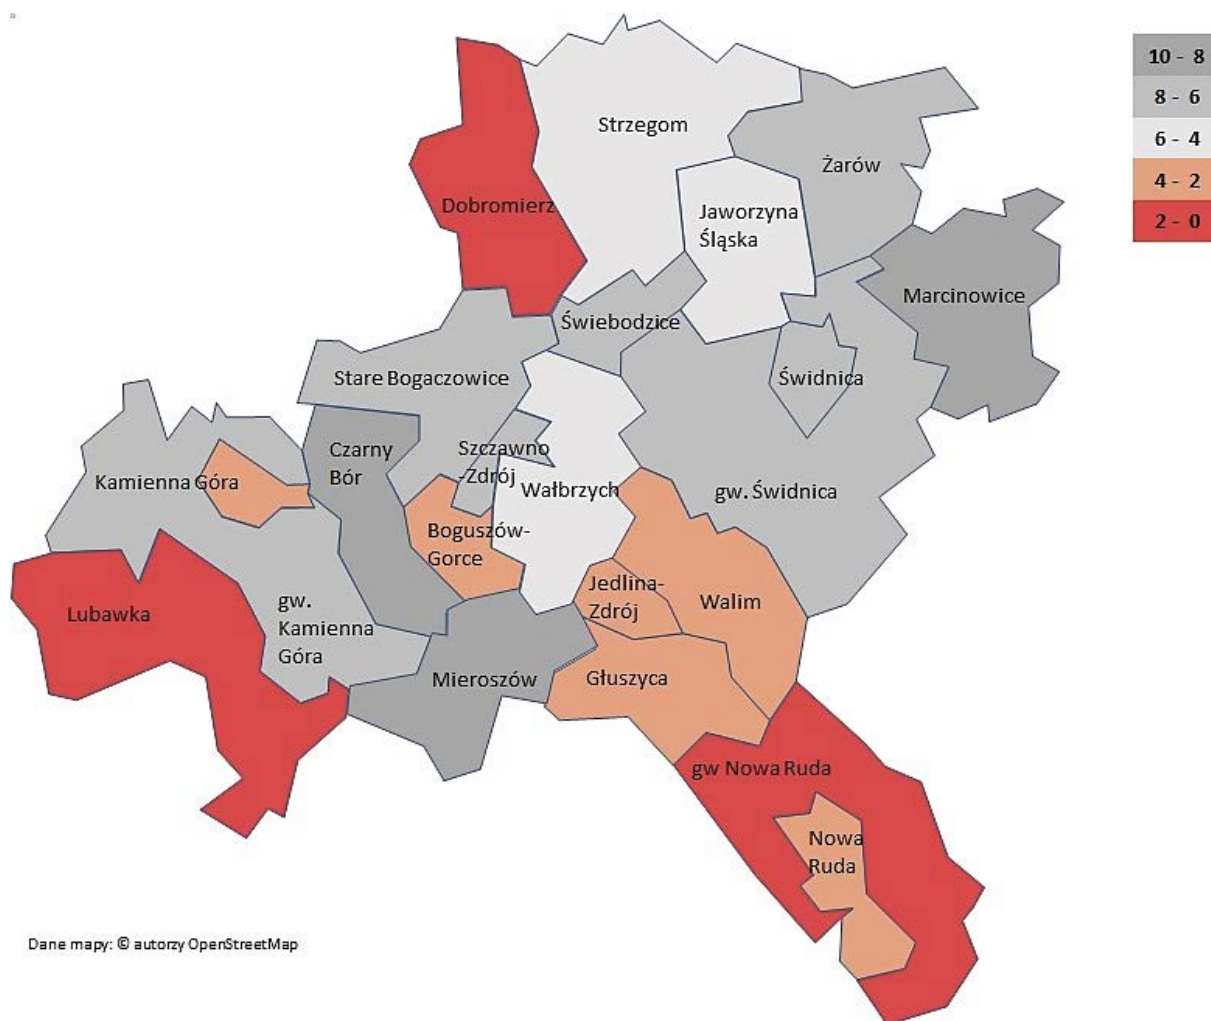 10 - 8
8 - 6
6 - 4
4 - 2
2 - 0
Strzegom
Żarów
Dobromierz
Jaworzyna
Śląska
Marcinowice
Świebodzice
Stare Bogaczowice
Świdnica
Czarny
Bór
Szczawno
-Zdrój
Kamienna Góra
Wałbrzych
gw. Świdnica
Boguszów-
Gorce
Jedlina-
Zdrój
Walim
Lubawka
gw.
Kamienna
Góra
Mieroszów
Głuszyca
gw Nowa Ruda
Nowa
Ruda
Dane mapy: © autorzy OpenStreetMap